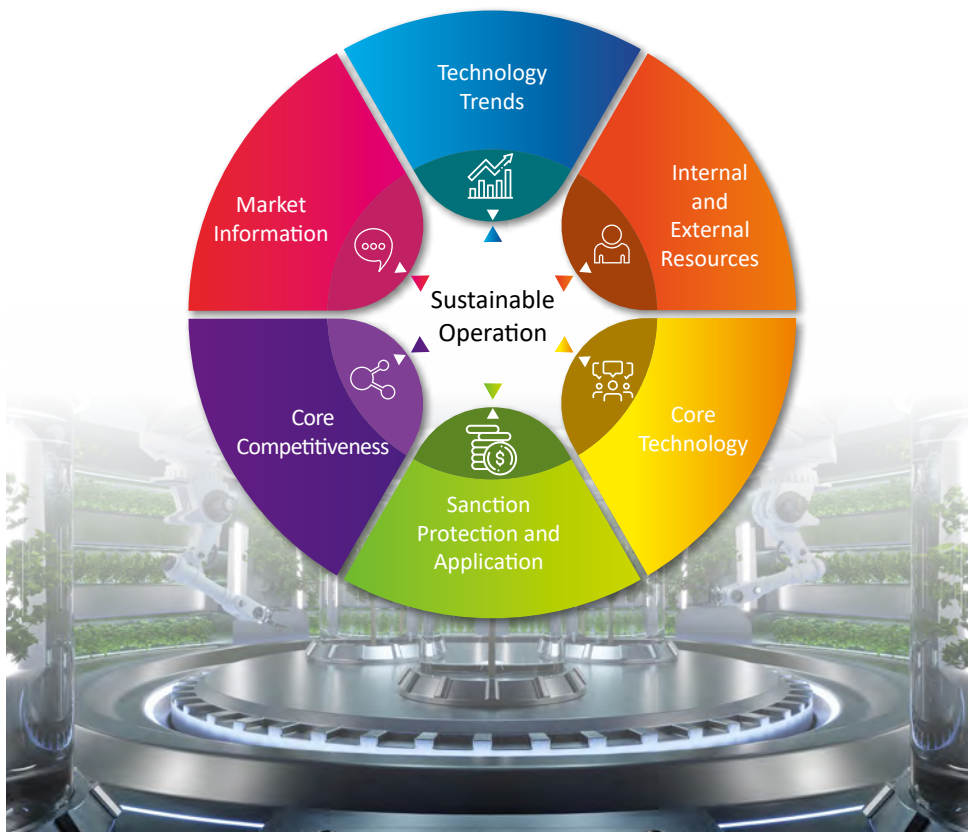 Technology
Trends
Internal
and
External
Resources
Market
Information
Sustainable
Operation
Core
Competitiveness
Core
Technology
$
Sanction
Protection and
Application